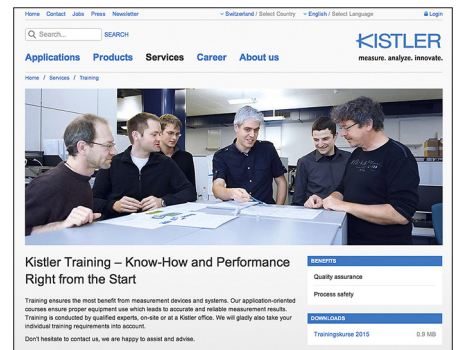 Home Contact Jobs Press Newsletter Switzerland / Select Country English / Select Language Login
Search... SEARCH
KISTLER
measure. analyze. innovate.
Applications Products Services Career About us
Home / Services / Training
Kistler Training – Know-How and Performance
Right from the Start
Training ensures the most benefit from measurement devices and systems. Our application-oriented
courses ensure proper equipment use which leads to accurate and reliable measurement results.
Training is conducted by qualified experts, on-site or at a Kistler office. We will gladly also take your
individual training requirements into account.
Don't hesitate to contact us, we are happy to assist and advise.
BENEFITS
Quality assurance
Process safety
DOWNLOADS
Trainingskurse 2015 0.9 MB